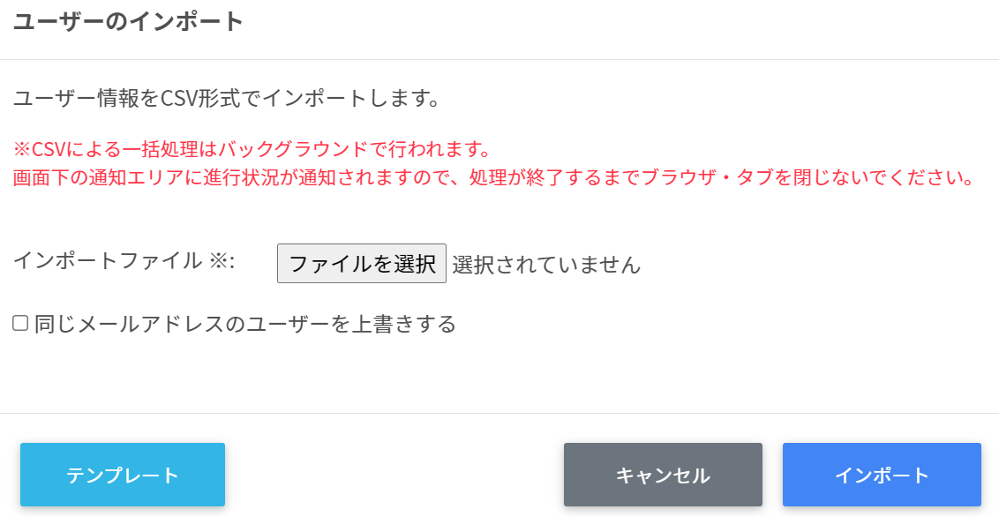 ユーザーのインポート
ユーザー情報をCSV形式でインポートします。
※CSVによる一括処理はバックグラウンドで行われます。
画面下の通知エリアに進行状況が通知されますので、処理が終了するまでブラウザ・タブを閉じないでください。
インポートファイル ※: ファイルを選択 選択されていません
同じメールアドレスのユーザーを上書きする
テンプレート キャンセル インポート